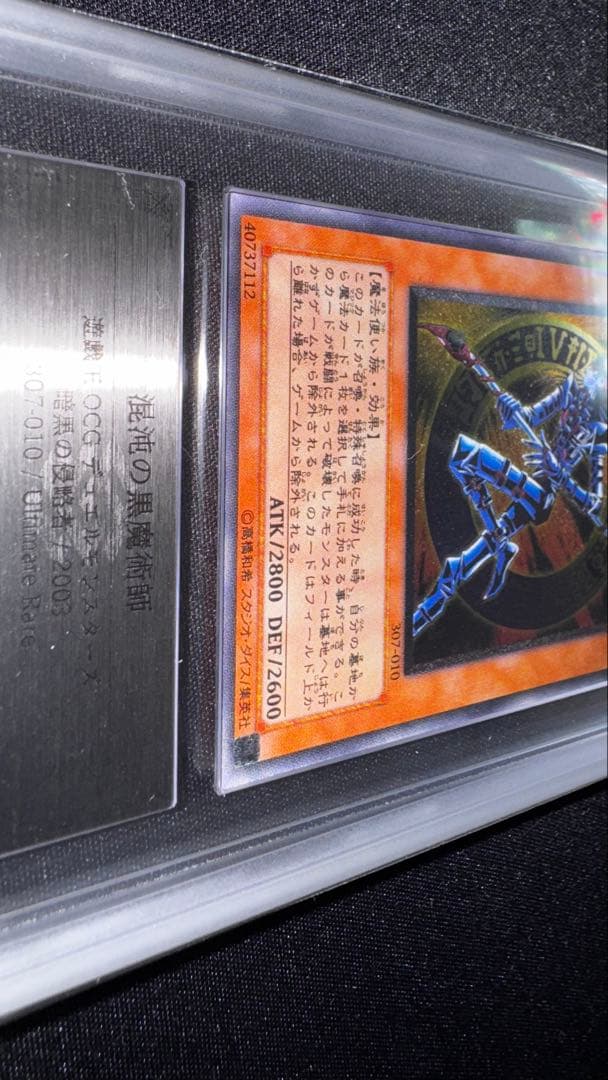 307-010
【魔法使い族・効果】
このカードが召喚・特殊召喚に成功した時、自分の墓地か
ら魔法カード1枚を選択して手札に加える事ができる。こ
のカードが戦闘によって破壊したモンスターは墓地へは行
かずゲームから除外される。このカードはフィールド上か
ら離れた場合、ゲームから除外される。
ATK/2800 DEF/2600
40737112
©高橋和希 スタジオ・ダイス/集英社
混沌の黒魔術師
遊戯王OCG デュエルモンスターズ
暗黒の侵略者 / 2003
307-010 / Ultimate Rare